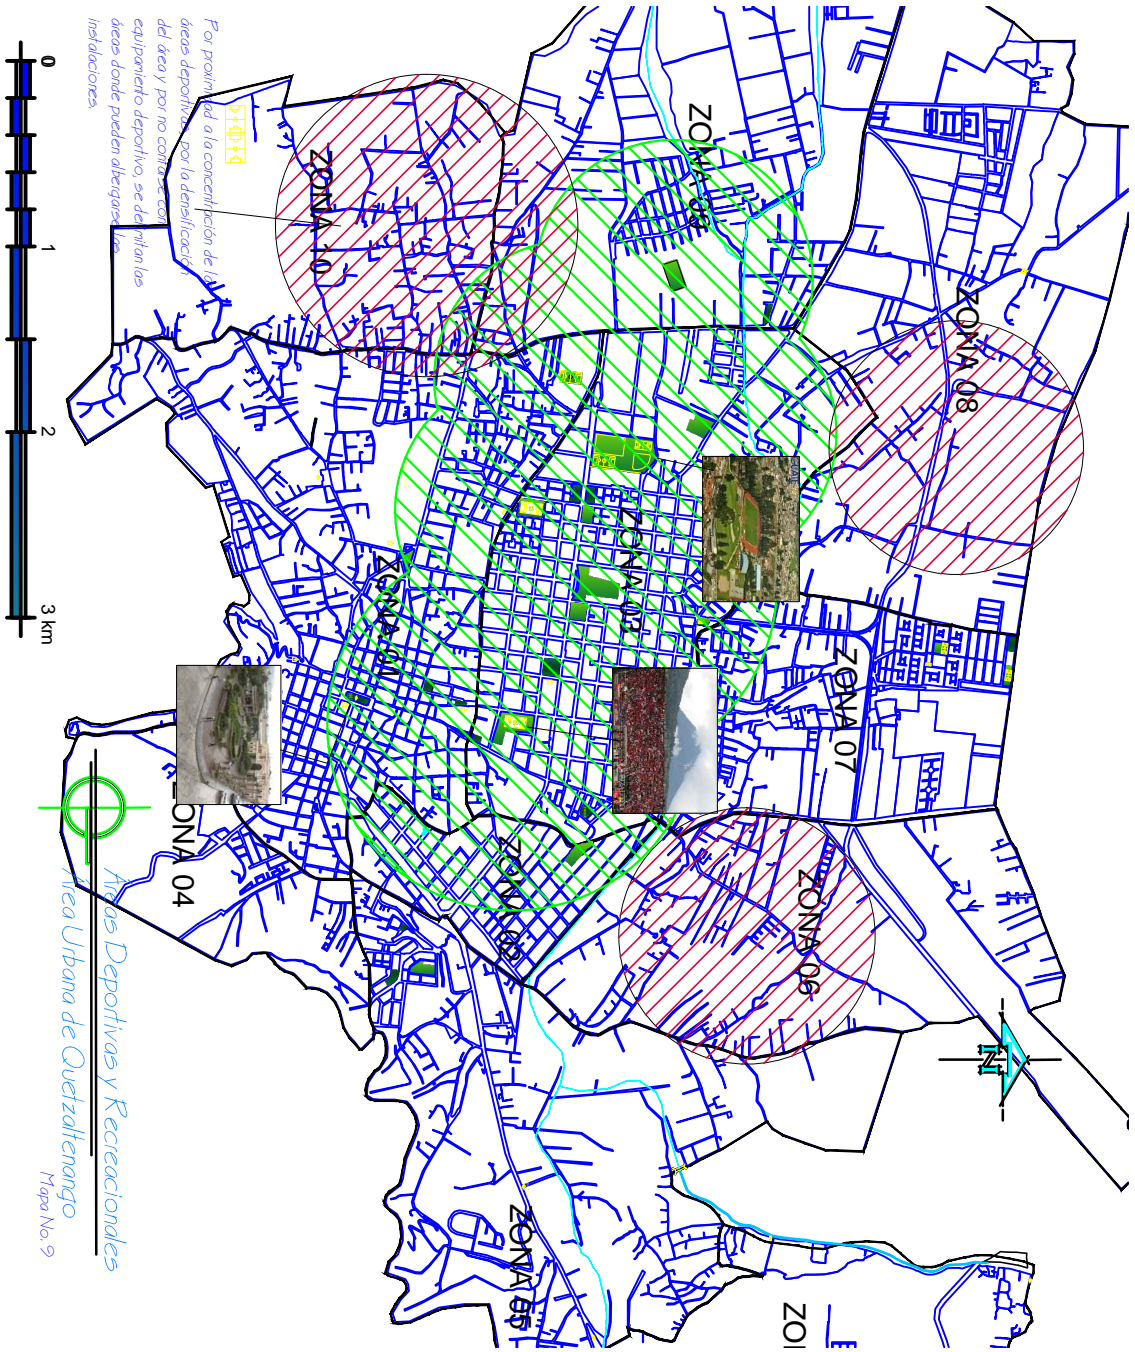 Por proximidad a la concentración de las
áreas deportivas, por la densificación
del área y por no contarse con
equipamiento deportivo, se delimitan las
áreas donde pueden albergarse las
instalaciones.
0
1
2
3 km
ZONA 10
ZONA 09
ZONA 08
ZONA 03
ZONA 01
ZONA 07
ZONA 04
ZONA 02
ZONA 06
ZONA 05
N
Áreas Deportivas y Recreacionales
Área Urbana de Quetzaltenango
Mapa No. 9